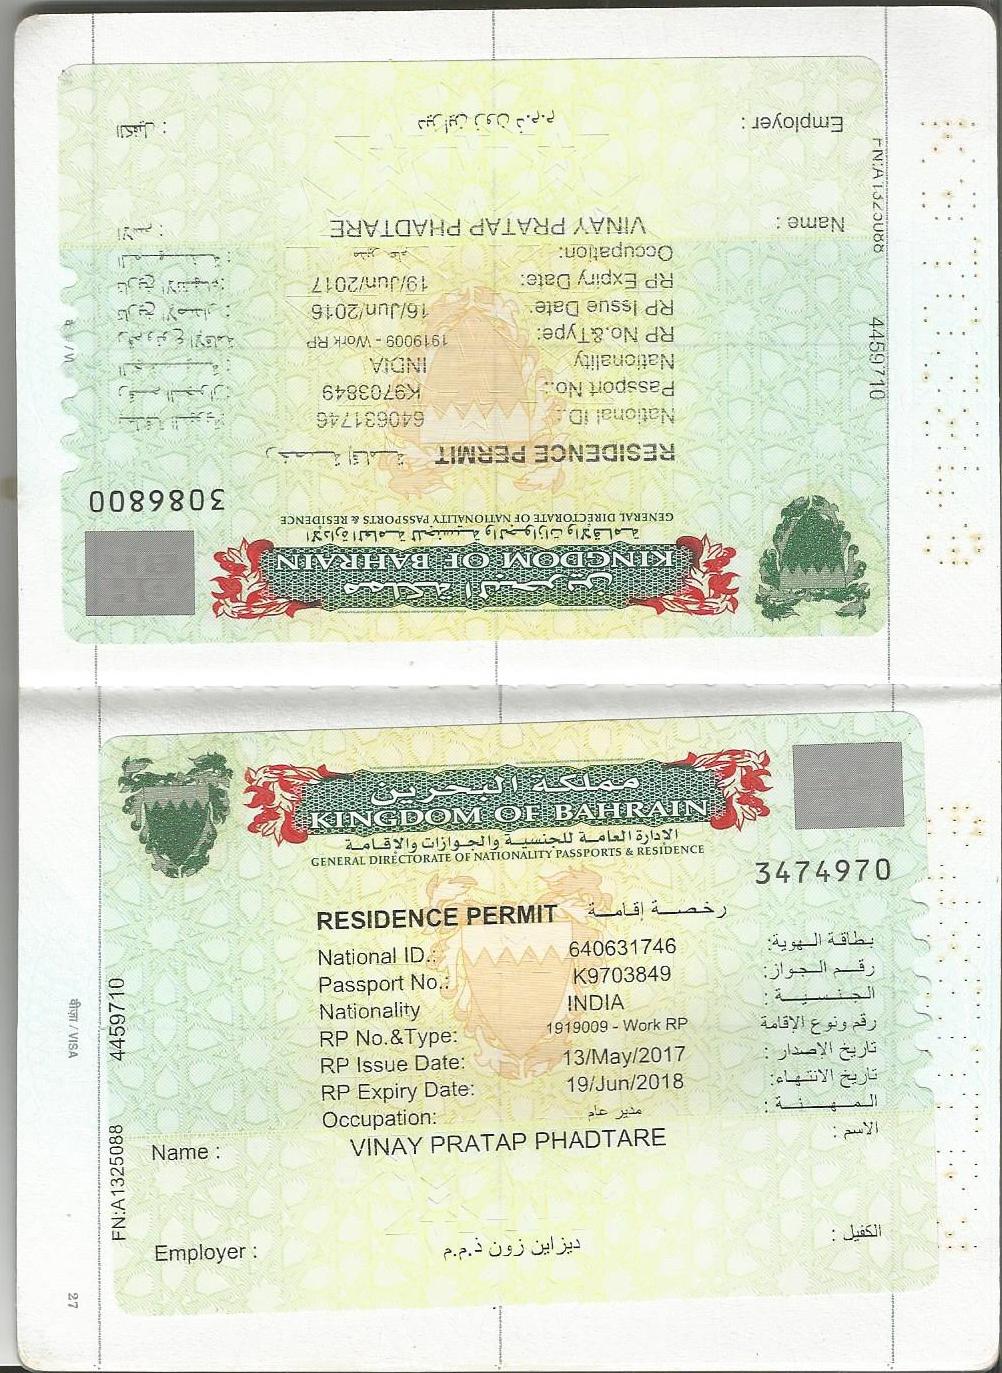 Employer :
ديزاين زون ذ.م.م
الكفيل :
Name :
VINAY PRATAP PHADTARE
الاسم :
Occupation:
مدير عام
المهنة :
RP Expiry Date:
19/Jun/2017
تاريخ الانتهاء:
RP Issue Date:
16/Jun/2016
تاريخ الاصدار :
RP No.&Type:
1919009 - Work RP
رقم ونوع الإقامة
Nationality
INDIA
الجنسية :
Passport No.:
K9703849
رقم الجواز:
National ID.:
640631746
بطاقة الهوية:
RESIDENCE PERMIT رخصة إقامة
3086800
GENERAL DIRECTORATE OF NATIONALITY PASSPORTS & RESIDENCE
الإدارة العامة للجنسية والجوازات والإقامة
KINGDOM OF BAHRAIN
مملكة البحرين
FN:A1325088
4459710
مملكة البحرين
KINGDOM OF BAHRAIN
الإدارة العامة للجنسية والجوازات والإقامة
GENERAL DIRECTORATE OF NATIONALITY PASSPORTS & RESIDENCE
3474970
RESIDENCE PERMIT رخصة إقامة
National ID.: 640631746 بطاقة الهوية:
Passport No.: K9703849 رقم الجواز:
Nationality INDIA الجنسية :
RP No.&Type: 1919009 - Work RP رقم ونوع الإقامة
RP Issue Date: 13/May/2017 تاريخ الاصدار :
RP Expiry Date: 19/Jun/2018 تاريخ الانتهاء:
Occupation: مدير عام المهنة :
Name : VINAY PRATAP PHADTARE الاسم :
Employer : ديزاين زون ذ.م.م الكفيل :
FN:A1325088 4459710
वीज़ा / VISA
27